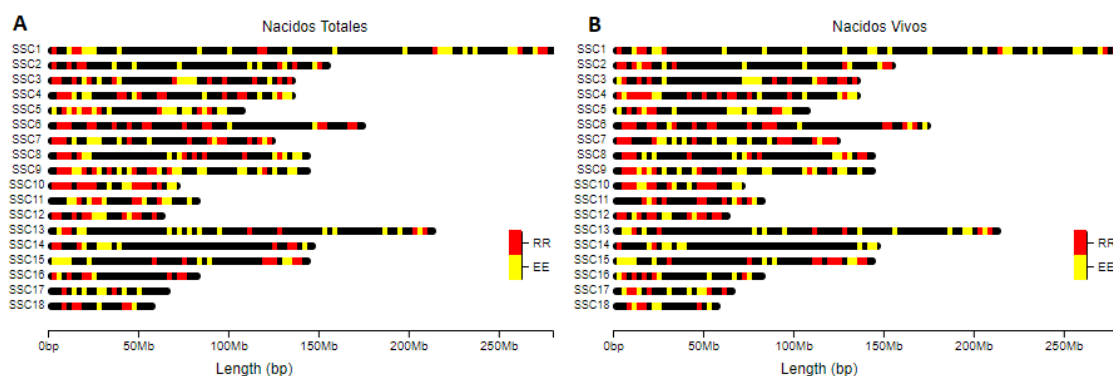 A
Nacidos Totales
SSC1
SSC2
SSC3
SSC4
SSC5
SSC6
SSC7
SSC8
SSC9
SSC10
SSC11
SSC12
SSC13
SSC14
SSC15
SSC16
SSC17
SSC18
RR
EE
0bp 50Mb 100Mb 150Mb 200Mb 250Mb
Length (bp)
B
Nacidos Vivos
SSC1
SSC2
SSC3
SSC4
SSC5
SSC6
SSC7
SSC8
SSC9
SSC10
SSC11
SSC12
SSC13
SSC14
SSC15
SSC16
SSC17
SSC18
RR
EE
0bp 50Mb 100Mb 150Mb 200Mb 250Mb
Length (bp)